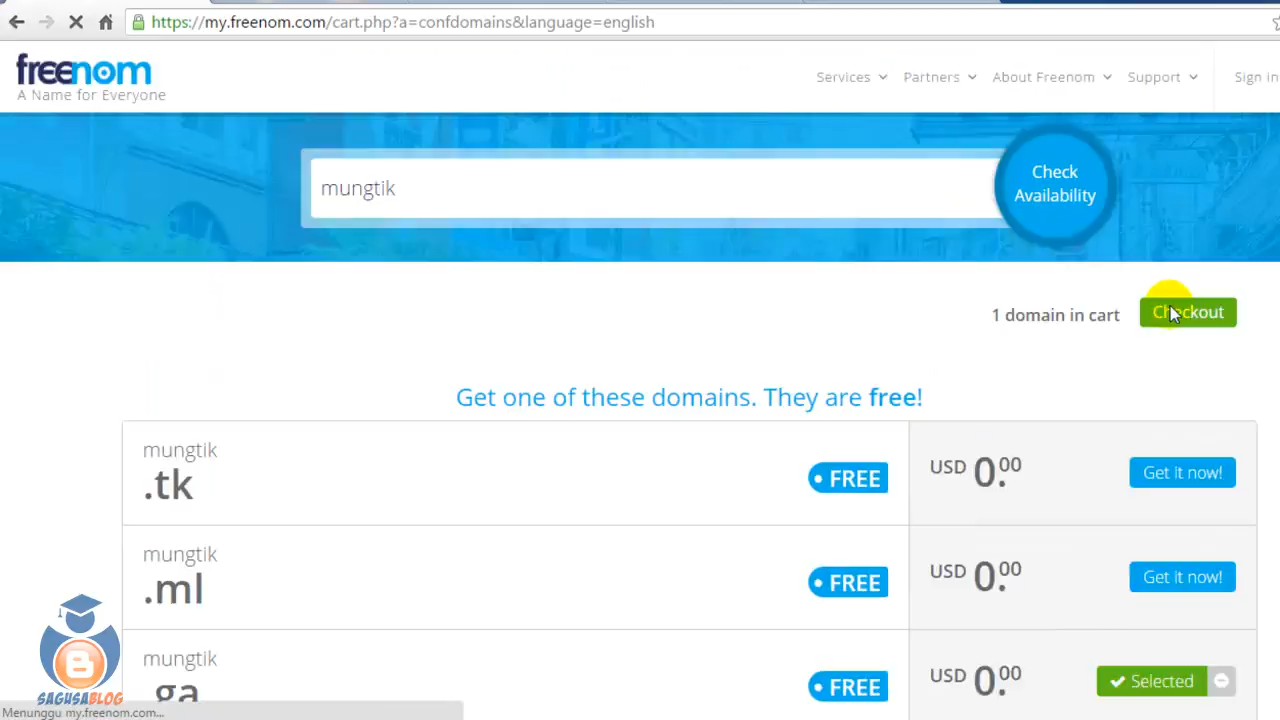 https://my.freenom.com/cart.php?a=confdomains&language=english
freenom
A Name for Everyone
Services
Partners
About Freenom
Support
Sign in
mungtik
Check
Availability
1 domain in cart
Checkout
Get one of these domains. They are free!
mungtik
.tk
FREE
USD 0.00
Get it now!
mungtik
.ml
FREE
USD 0.00
Get it now!
mungtik
.ga
FREE
USD 0.00
Selected
SAGUSABLOG
Menunggu my.freenom.com...